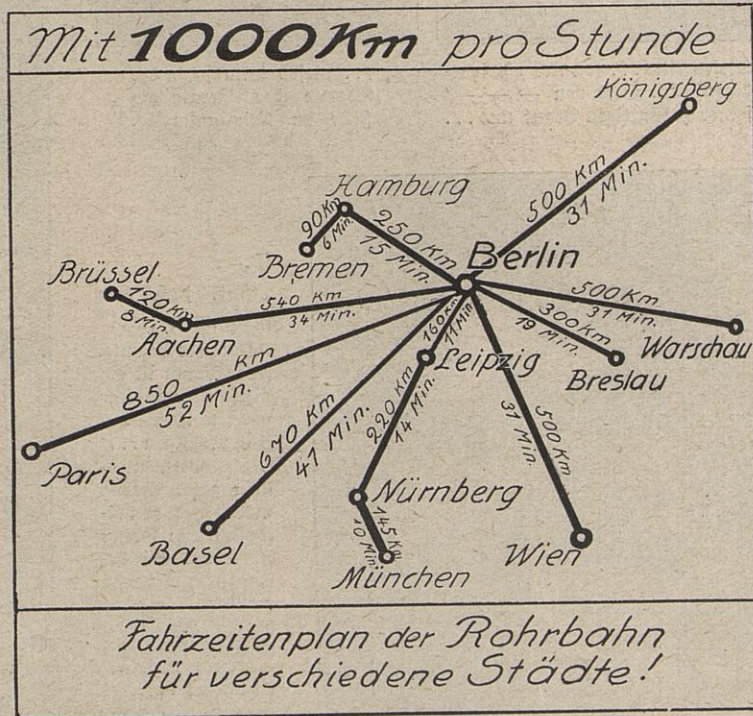 Mit 1000 Km pro Stunde
Königsberg
500 Km
31 Min.
Hamburg
90 Km
6 Min.
250 Km
15 Min.
Bremen
Berlin
Brüssel
120 Km
8 Min.
Aachen
540 Km
34 Min.
500 Km
31 Min.
Warschau
300 Km
19 Min.
Breslau
160 Km
11 Min.
Leipzig
850 Km
52 Min.
Paris
670 Km
41 Min.
Basel
220 Km
14 Min.
Nürnberg
145 Km
10 Min.
München
500 Km
31 Min.
Wien
Fahrzeitenplan der Rohrbahn
für verschiedene Städte!